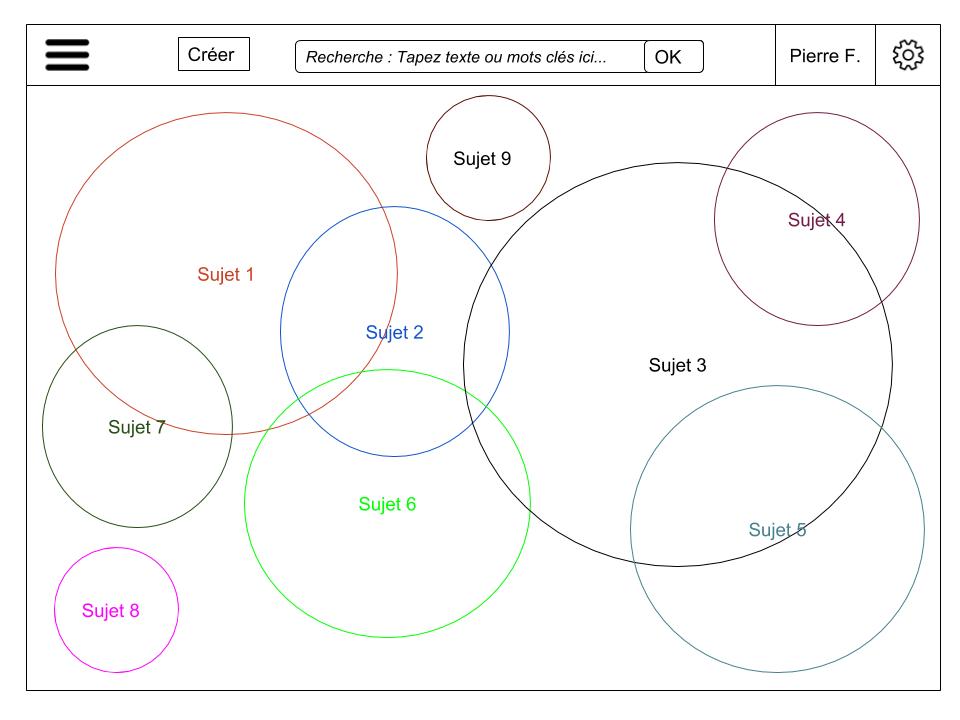 Créer
Recherche : Tapez texte ou mots clés ici...
OK
Pierre F.
Sujet 9
Sujet 4
Sujet 1
Sujet 2
Sujet 3
Sujet 7
Sujet 6
Sujet 5
Sujet 8